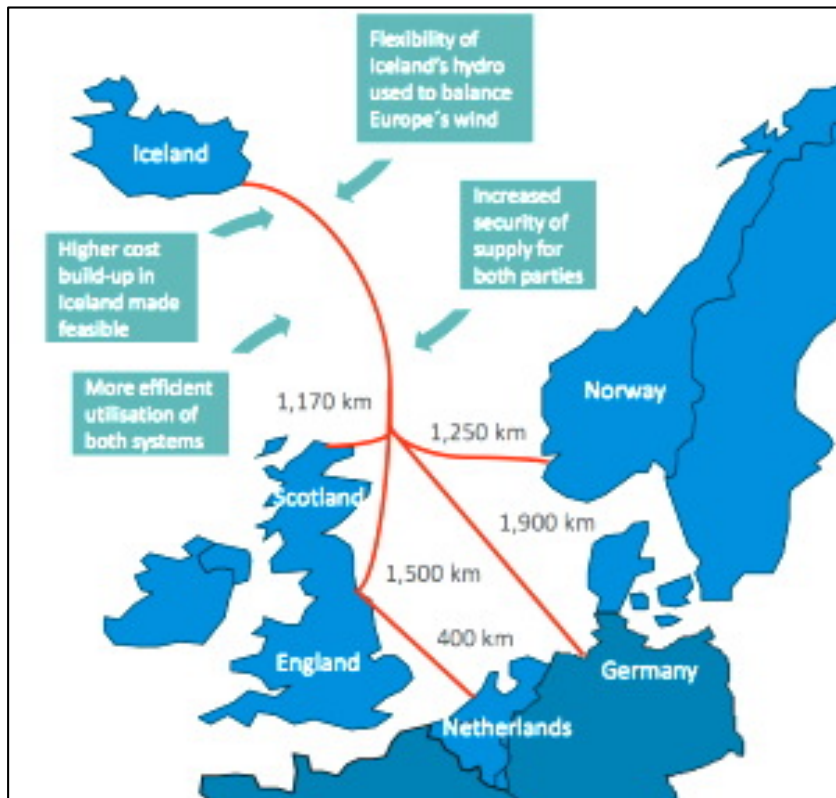 Flexibility of
Iceland's hydro
used to balance
Europe´s wind
Iceland
Increased
security of
supply for
both parties
Higher cost
build-up in
Iceland made
feasible
More efficient
utilisation of
both systems
Norway
1,170 km
1,250 km
Scotland
1,900 km
1,500 km
400 km
England
Germany
Netherlands